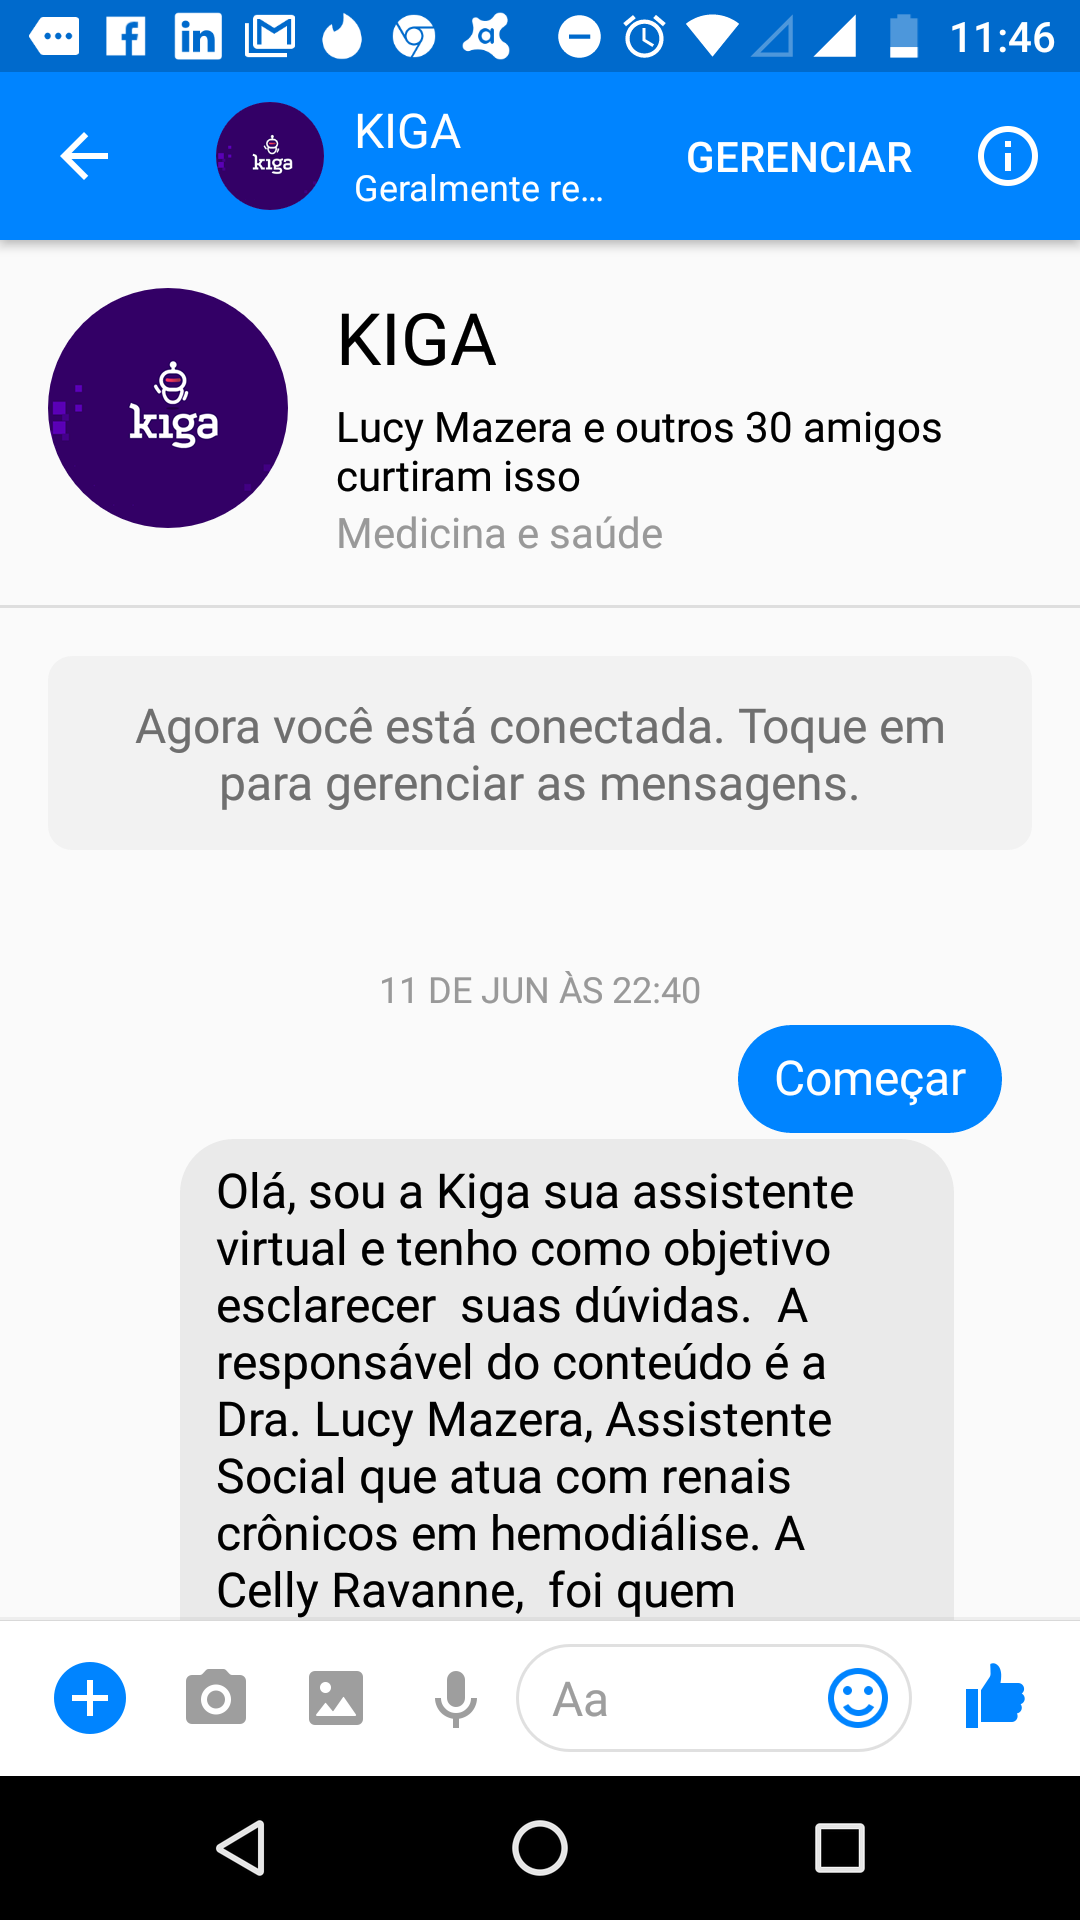 11:46
kiga
KIGA
Geralmente re...
GERENCIAR
kiga
KIGA
Lucy Mazera e outros 30 amigos
curtiram isso
Medicina e saúde
Agora você está conectada. Toque em
para gerenciar as mensagens.
11 DE JUN ÀS 22:40
Começar
Olá, sou a Kiga sua assistente
virtual e tenho como objetivo
esclarecer  suas dúvidas.  A
responsável do conteúdo é a
Dra. Lucy Mazera, Assistente
Social que atua com renais
crônicos em hemodiálise. A
Celly Ravanne,  foi quem
Aa